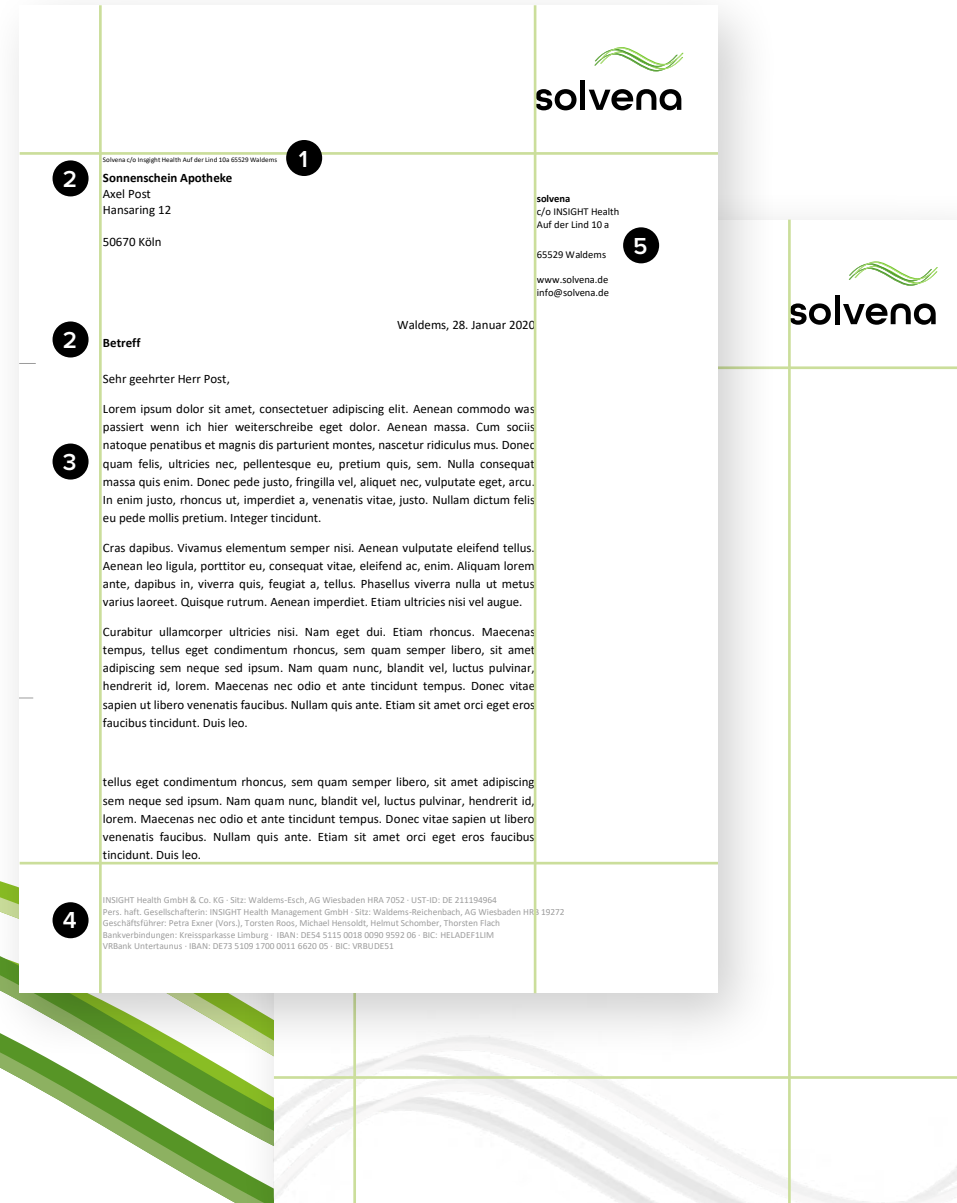 solvena
Solvena c/o Insgight Health Auf der Lind 10a 65529 Waldems
1
2
Sonnenschein Apotheke
Axel Post
Hansaring 12
50670 Köln
solvena
c/o INSIGHT Health
Auf der Lind 10 a
65529 Waldems
5
www.solvena.de
info@solvena.de
Waldems, 28. Januar 2020
2
Betreff
Sehr geehrter Herr Post,
Lorem ipsum dolor sit amet, consectetuer adipiscing elit. Aenean commodo was
passiert wenn ich hier weiterschreibe eget dolor. Aenean massa. Cum sociis
natoque penatibus et magnis dis parturient montes, nascetur ridiculus mus. Donec
3
quam felis, ultricies nec, pellentesque eu, pretium quis, sem. Nulla consequat
massa quis enim. Donec pede justo, fringilla vel, aliquet nec, vulputate eget, arcu.
In enim justo, rhoncus ut, imperdiet a, venenatis vitae, justo. Nullam dictum felis
eu pede mollis pretium. Integer tincidunt.
Cras dapibus. Vivamus elementum semper nisi. Aenean vulputate eleifend tellus.
Aenean leo ligula, porttitor eu, consequat vitae, eleifend ac, enim. Aliquam lorem
ante, dapibus in, viverra quis, feugiat a, tellus. Phasellus viverra nulla ut metus
varius laoreet. Quisque rutrum. Aenean imperdiet. Etiam ultricies nisi vel augue.
Curabitur ullamcorper ultricies nisi. Nam eget dui. Etiam rhoncus. Maecenas
tempus, tellus eget condimentum rhoncus, sem quam semper libero, sit amet
adipiscing sem neque sed ipsum. Nam quam nunc, blandit vel, luctus pulvinar,
hendrerit id, lorem. Maecenas nec odio et ante tincidunt tempus. Donec vitae
sapien ut libero venenatis faucibus. Nullam quis ante. Etiam sit amet orci eget eros
faucibus tincidunt. Duis leo.
tellus eget condimentum rhoncus, sem quam semper libero, sit amet adipiscing
sem neque sed ipsum. Nam quam nunc, blandit vel, luctus pulvinar, hendrerit id,
lorem. Maecenas nec odio et ante tincidunt tempus. Donec vitae sapien ut libero
venenatis faucibus. Nullam quis ante. Etiam sit amet orci eget eros faucibus
tincidunt. Duis leo.
4
INSIGHT Health GmbH & Co. KG · Sitz: Waldems-Esch, AG Wiesbaden HRA 7052 · UST-ID: DE 211194964
Pers. haft. Gesellschafterin: INSIGHT Health Management GmbH · Sitz: Waldems-Reichenbach, AG Wiesbaden HRB 19272
Geschäftsführer: Petra Exner (Vors.), Torsten Roos, Michael Hensoldt, Helmut Schomber, Thorsten Flach
Bankverbindungen: Kreissparkasse Limburg · IBAN: DE54 5115 0018 0090 9592 06 · BIC: HELADEF1LIM
VRBank Untertaunus · IBAN: DE73 5109 1700 0011 6620 05 · BIC: VRBUDE51
solvena